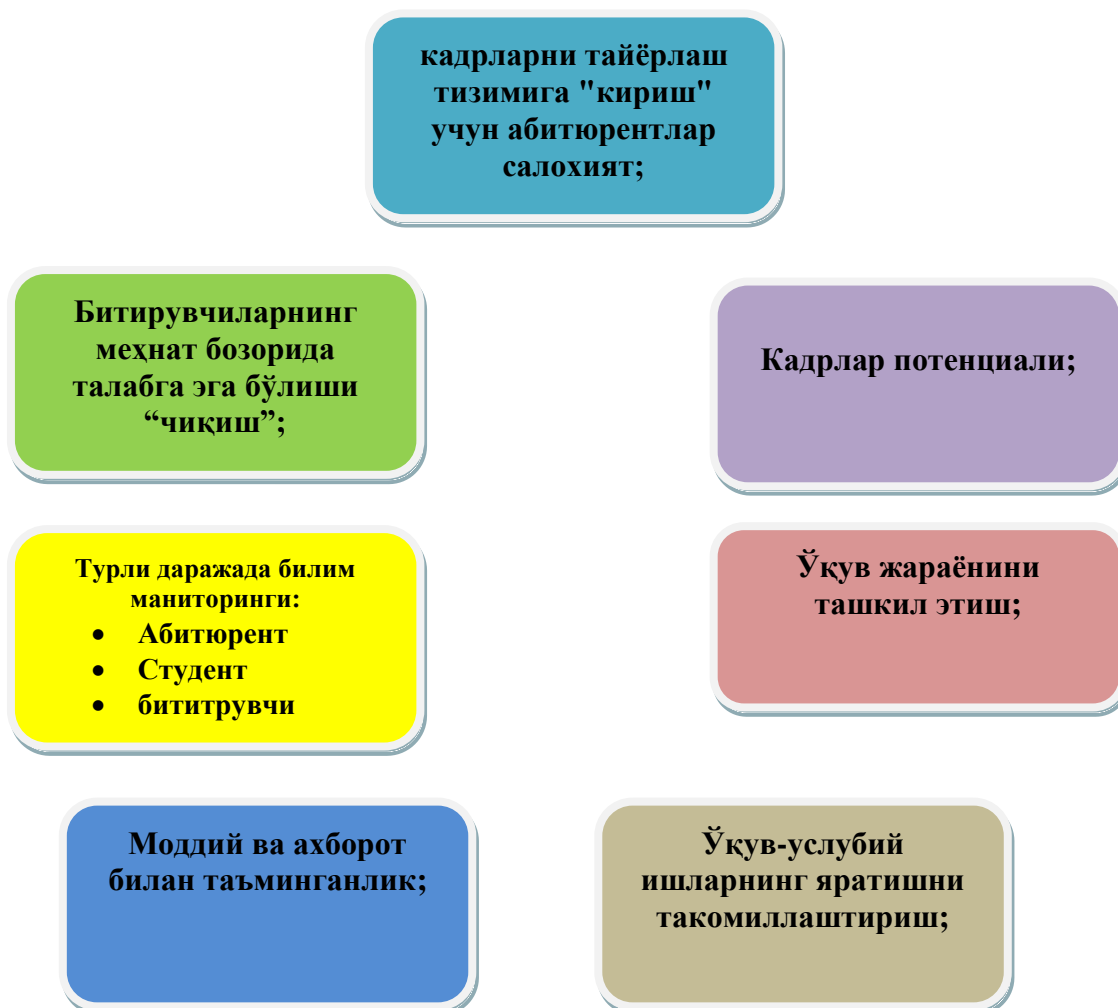 кадрларни тайёрлаш
тизимига "кириш"
учун абитюрентлар
салохият;
Битирувчиларнинг
меҳнат бозорида
талабга эга бўлиши
“чиқиш”;
Кадрлар потенциали;
Турли даражада билим
маниторинги:
• Абитюрент
• Студент
• бититрувчи
Ўқув жараёнини
ташкил этиш;
Моддий ва ахборот
билан таъминганлик;
Ўқув-услубий
ишларнинг яратишни
такомиллаштириш;